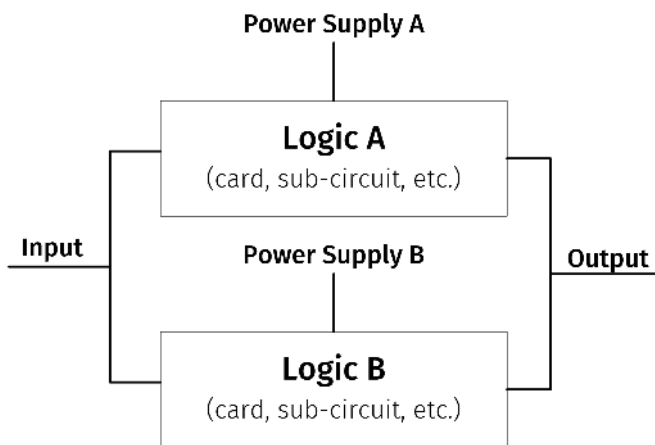 Power Supply A
Logic A
(card, sub-circuit, etc.)
Input
Power Supply B
Output
Logic B
(card, sub-circuit, etc.)